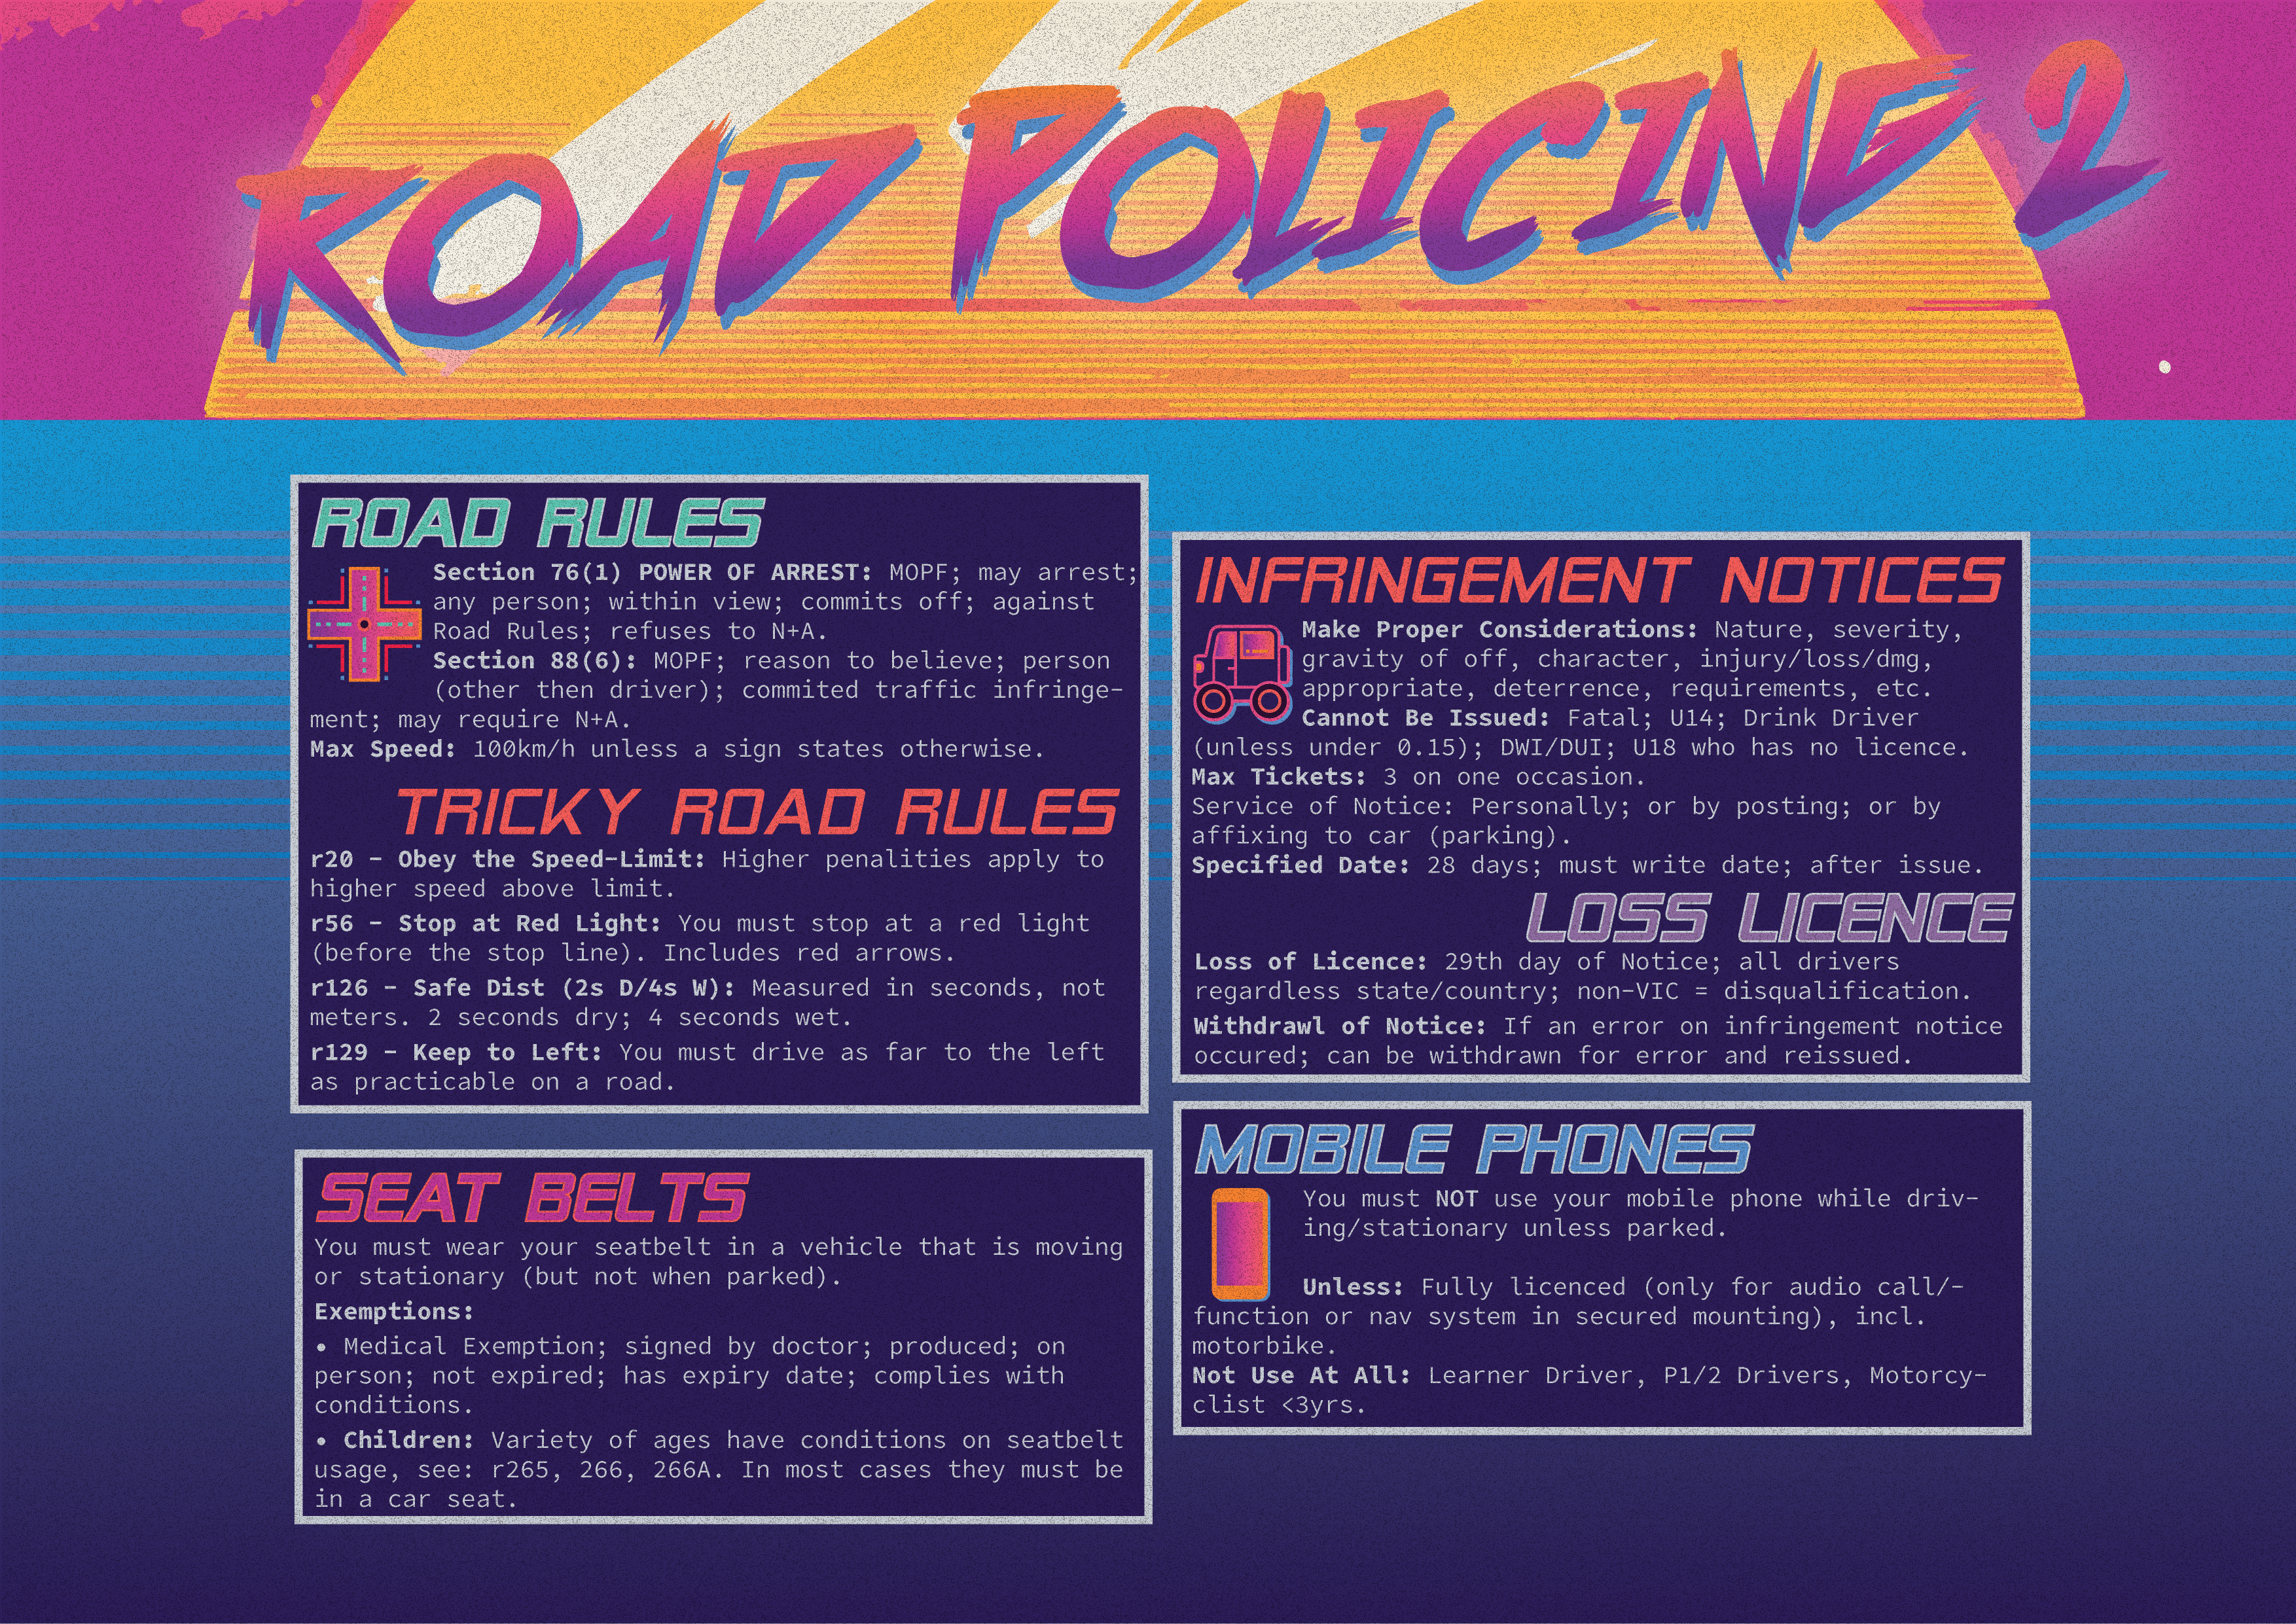 ROAD POLICING 2
ROAD RULES
Section 76(1) POWER OF ARREST: MOPF; may arrest;
any person; within view; commits off; against
Road Rules; refuses to N+A.
Section 88(6): MOPF; reason to believe; person
(other then driver); commited traffic infringe-
ment; may require N+A.
Max Speed: 100km/h unless a sign states otherwise.
TRICKY ROAD RULES
r20 - Obey the Speed-Limit: Higher penalities apply to
higher speed above limit.
r56 - Stop at Red Light: You must stop at a red light
(before the stop line). Includes red arrows.
r126 - Safe Dist (2s D/4s W): Measured in seconds, not
meters. 2 seconds dry; 4 seconds wet.
r129 - Keep to Left: You must drive as far to the left
as practicable on a road.
SEAT BELTS
You must wear your seatbelt in a vehicle that is moving
or stationary (but not when parked).
Exemptions:
• Medical Exemption; signed by doctor; produced; on
person; not expired; has expiry date; complies with
conditions.
• Children: Variety of ages have conditions on seatbelt
usage, see: r265, 266, 266A. In most cases they must be
in a car seat.
INFRINGEMENT NOTICES
Make Proper Considerations: Nature, severity,
gravity of off, character, injury/loss/dmg,
appropriate, deterrence, requirements, etc.
Cannot Be Issued: Fatal; U14; Drink Driver
(unless under 0.15); DWI/DUI; U18 who has no licence.
Max Tickets: 3 on one occasion.
Service of Notice: Personally; or by posting; or by
affixing to car (parking).
Specified Date: 28 days; must write date; after issue.
LOSS LICENCE
Loss of Licence: 29th day of Notice; all drivers
regardless state/country; non-VIC = disqualification.
Withdrawl of Notice: If an error on infringement notice
occured; can be withdrawn for error and reissued.
MOBILE PHONES
You must NOT use your mobile phone while driv-
ing/stationary unless parked.
Unless: Fully licenced (only for audio call/-
function or nav system in secured mounting), incl.
motorbike.
Not Use At All: Learner Driver, P1/2 Drivers, Motorcy-
clist <3yrs.